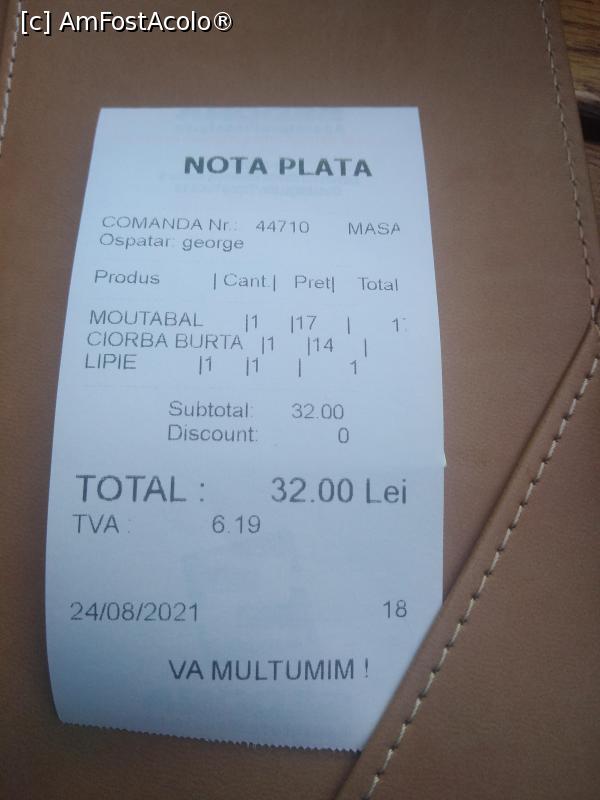 [c] AmFostAcolo®
NOTA PLATA
COMANDA Nr.: 44710 MASA
Ospatar: george
Produs | Cant.| Pret| Total
MOUTABAL |1 |17 | 1
CIORBA BURTA |1 |14 |
LIPIE |1 |1 | 1
Subtotal: 32.00
Discount: 0
TOTAL : 32.00 Lei
TVA : 6.19
24/08/2021 18
VA MULTUMIM !